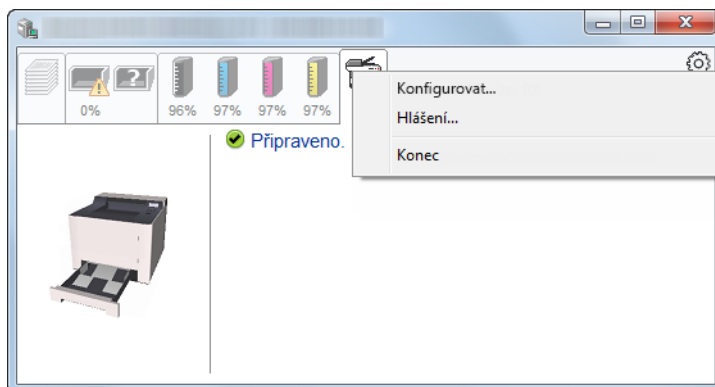 0% 96% 97% 97% 97%
Konfigurovat...
Hlášení...
Konec
Připraveno.